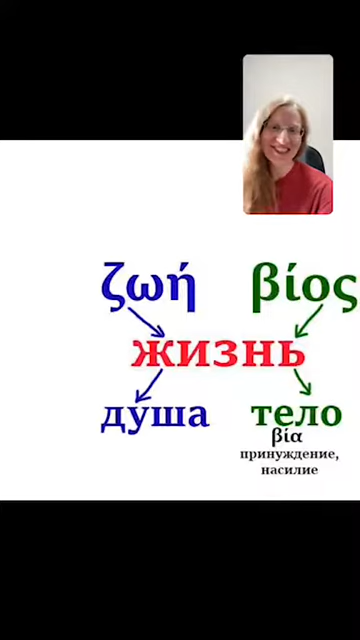 ζωή βίος
жизнь
душа тело
βία
принуждение,
насилие